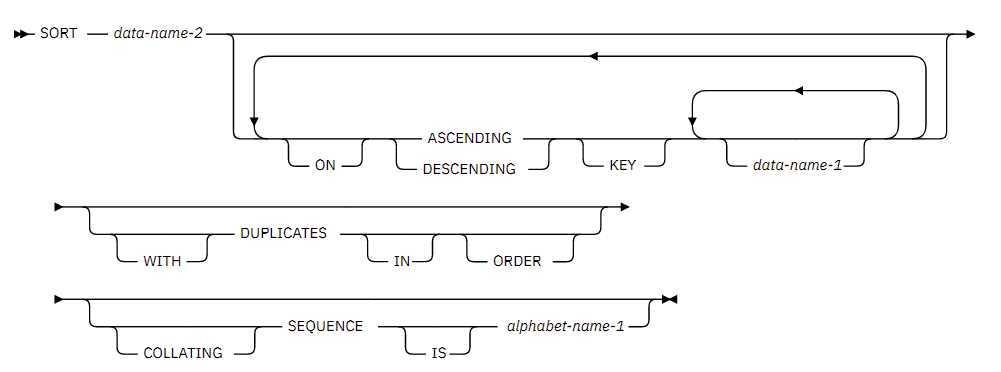 SORT data-name-2
ASCENDING
ON DESCENDING KEY data-name-1
DUPLICATES
WITH IN ORDER
SEQUENCE alphabet-name-1
COLLATING IS